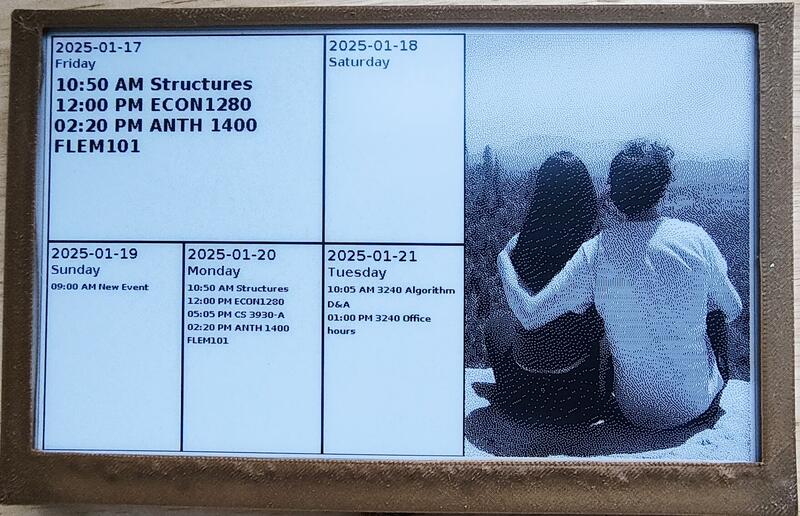 2025-01-17
Friday
10:50 AM Structures
12:00 PM ECON1280
02:20 PM ANTH 1400
FLEM101
2025-01-18
Saturday
2025-01-19
Sunday
09:00 AM New Event
2025-01-20
Monday
10:50 AM Structures
12:00 PM ECON1280
05:05 PM CS 3930-A
02:20 PM ANTH 1400
FLEM101
2025-01-21
Tuesday
10:05 AM 3240 Algorithm
D&A
01:00 PM 3240 Office
hours